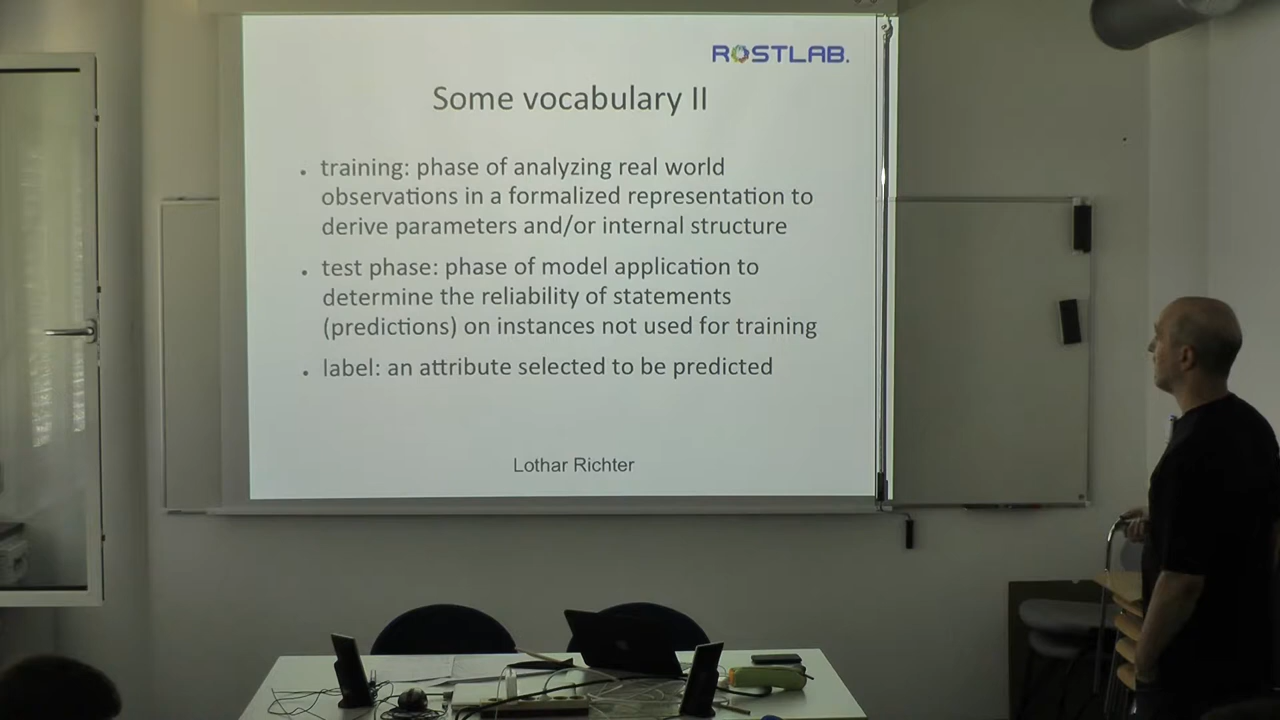 ROSTLAB.
Some vocabulary II
• training: phase of analyzing real world
observations in a formalized representation to
derive parameters and/or internal structure
• test phase: phase of model application to
determine the reliability of statements
(predictions) on instances not used for training
• label: an attribute selected to be predicted
Lothar Richter